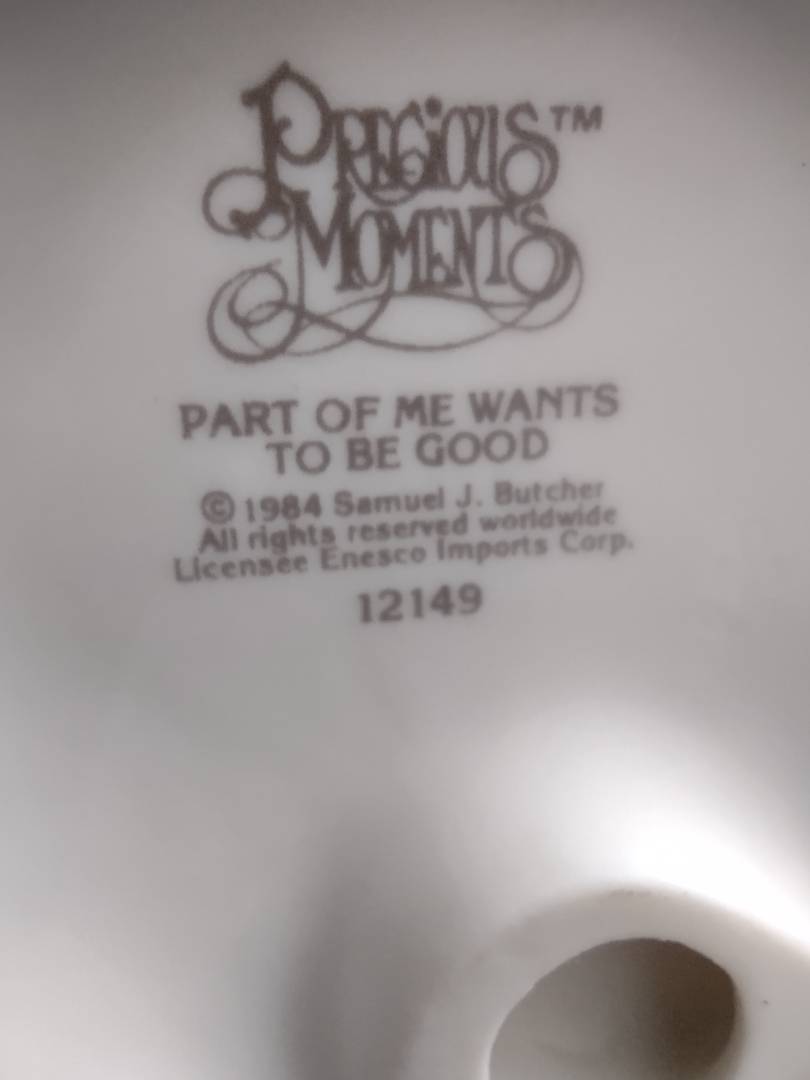 PRECIOUS™
MOMENTS
PART OF ME WANTS
TO BE GOOD
© 1984 Samuel J. Butcher
All rights reserved worldwide
Licensee Enesco Imports Corp.
12149